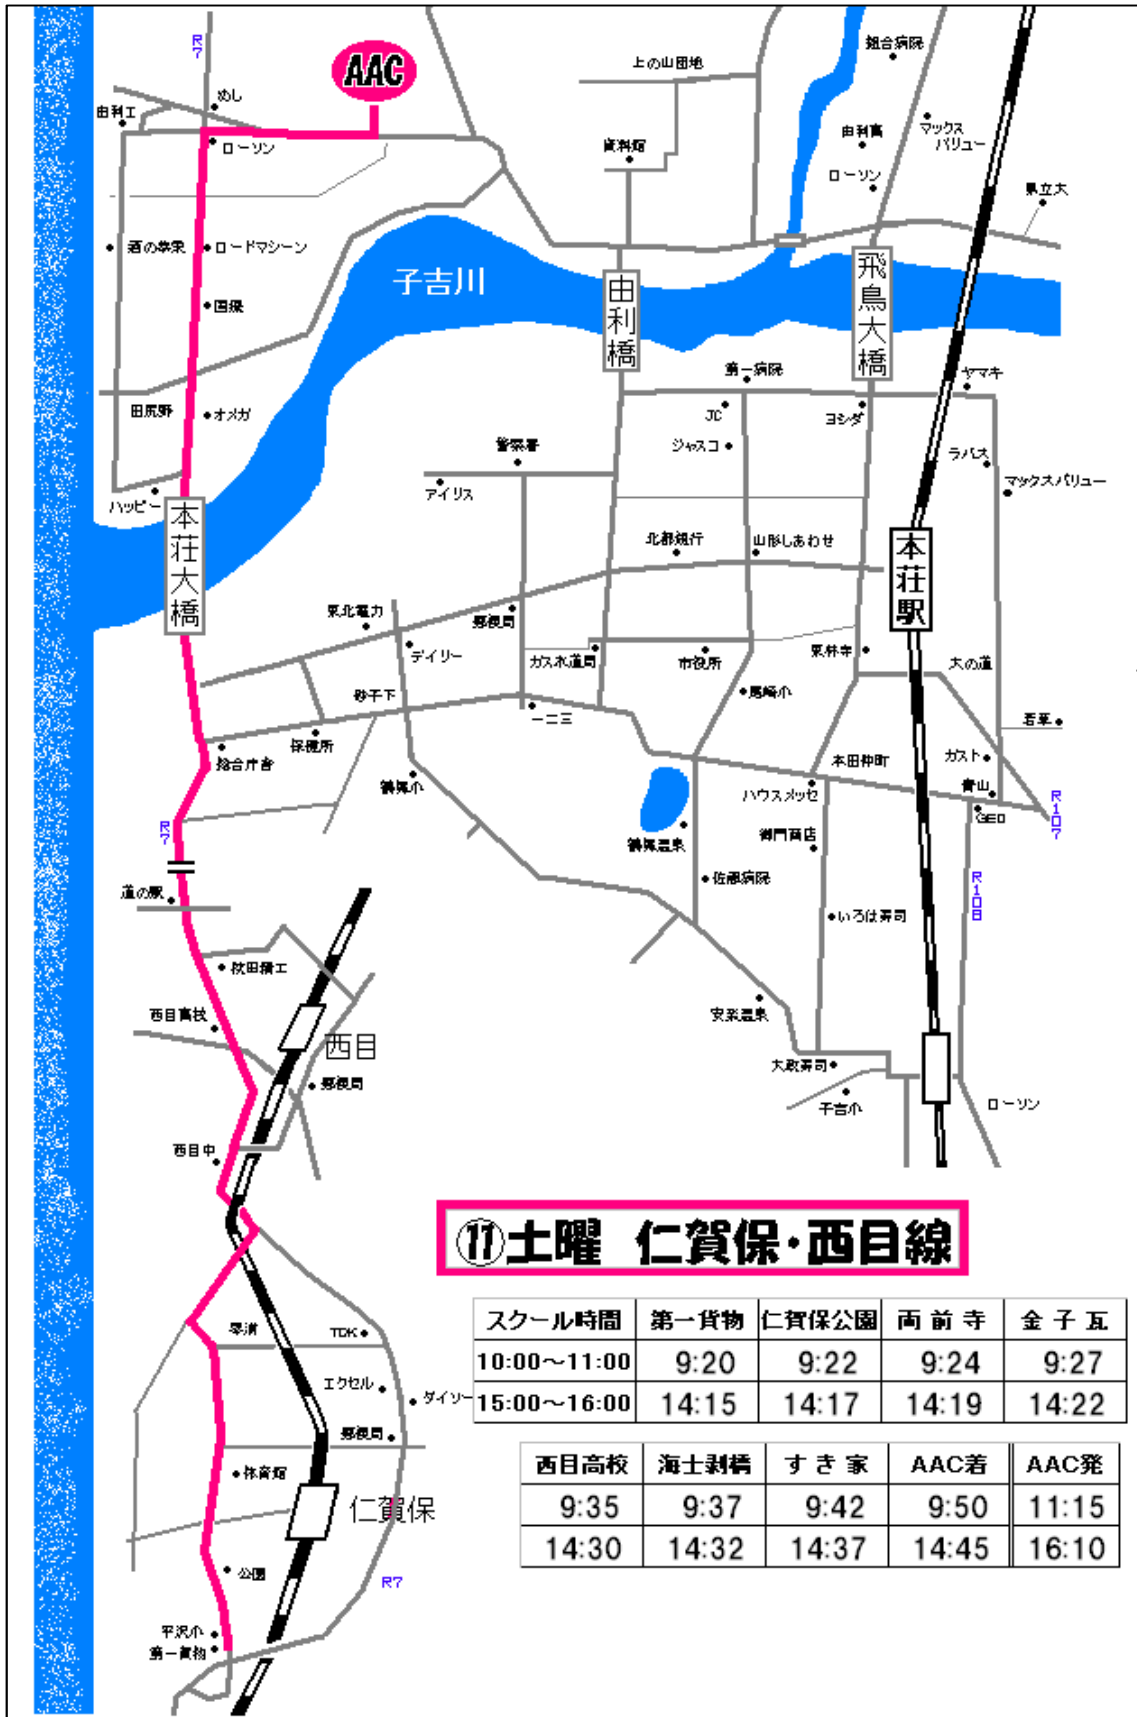 R7
AAC
めし
由利工
ローソン
上の山団地
組合病院
マックス
バリュー
由利高
資料館
ローソン
県立大
ロードマシーン
子吉川
由利橋
飛鳥大橋
国援
田尻野
オメガ
第一病院
ヤマキ
JC
ヨシダ
ジャスコ
警察署
アイリス
ラパス
マックスバリュー
ハッピー
本荘大橋
北都銀行
山形しあわせ
本荘駅
東北電力
郵便局
デイリー
ガス水道局
市役所
東林寺
大の道
砂子下
尾崎小
一二三
若草
保健所
総合庁舎
本田仲町
ガスト
鶴舞小
ハウスメッセ
青山
GEO
R107
R7
鶴舞温泉
御門商店
佐藤病院
R108
道の駅
いろは寿司
秋田精工
西目高校
安楽温泉
西目
郵便局
大政寿司
子吉小
ローソン
西目中
⑪土曜 仁賀保・西目線
琴浦
TDK
エクセル
ダイソー
郵便局
体育館
仁賀保
公園
R7
平沢小
第一貨物
スクール時間 第一貨物 仁賀保公園 両前寺 金子瓦
10:00～11:00 9:20 9:22 9:24 9:27
15:00～16:00 14:15 14:17 14:19 14:22
西目高校 海士剥橋 すき家 AAC着 AAC発
9:35 9:37 9:42 9:50 11:15
14:30 14:32 14:37 14:45 16:10